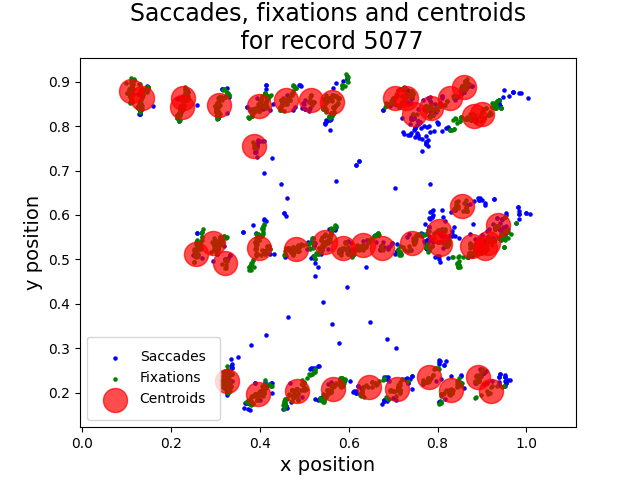 Saccades, fixations and centroids
for record 5077
0.9
0.8
0.7
0.6
0.5
0.4
0.3
0.2
y position
Saccades
Fixations
Centroids
0.0 0.2 0.4 0.6 0.8 1.0
x position